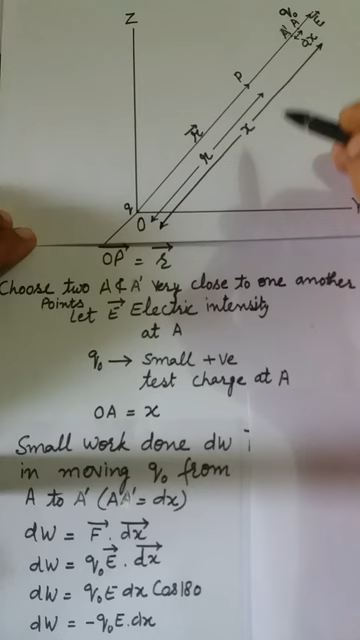 Z
q₀
A
A'
dx
P
r⃗
r
x
q
O
Y
OP⃗ = r⃗
Choose two A & A' very close to one another
Points
Let E⃗ Electric intensity
at A
q₀ → Small +ve
test charge at A
OA = x
Small work done dw i
in moving q₀ from
A to A' (AA' = dx)
dW = F⃗ . dx⃗
dW = q₀E⃗ . dx⃗
dW = q₀E dx Cos180
dW = -q₀E.dx